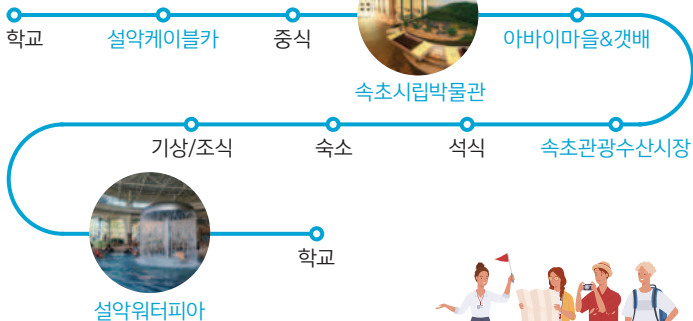 학교
설악케이블카
중식
속초시립박물관
아바이마을&갯배
속초관광수산시장
석식
숙소
기상/조식
설악워터피아
학교